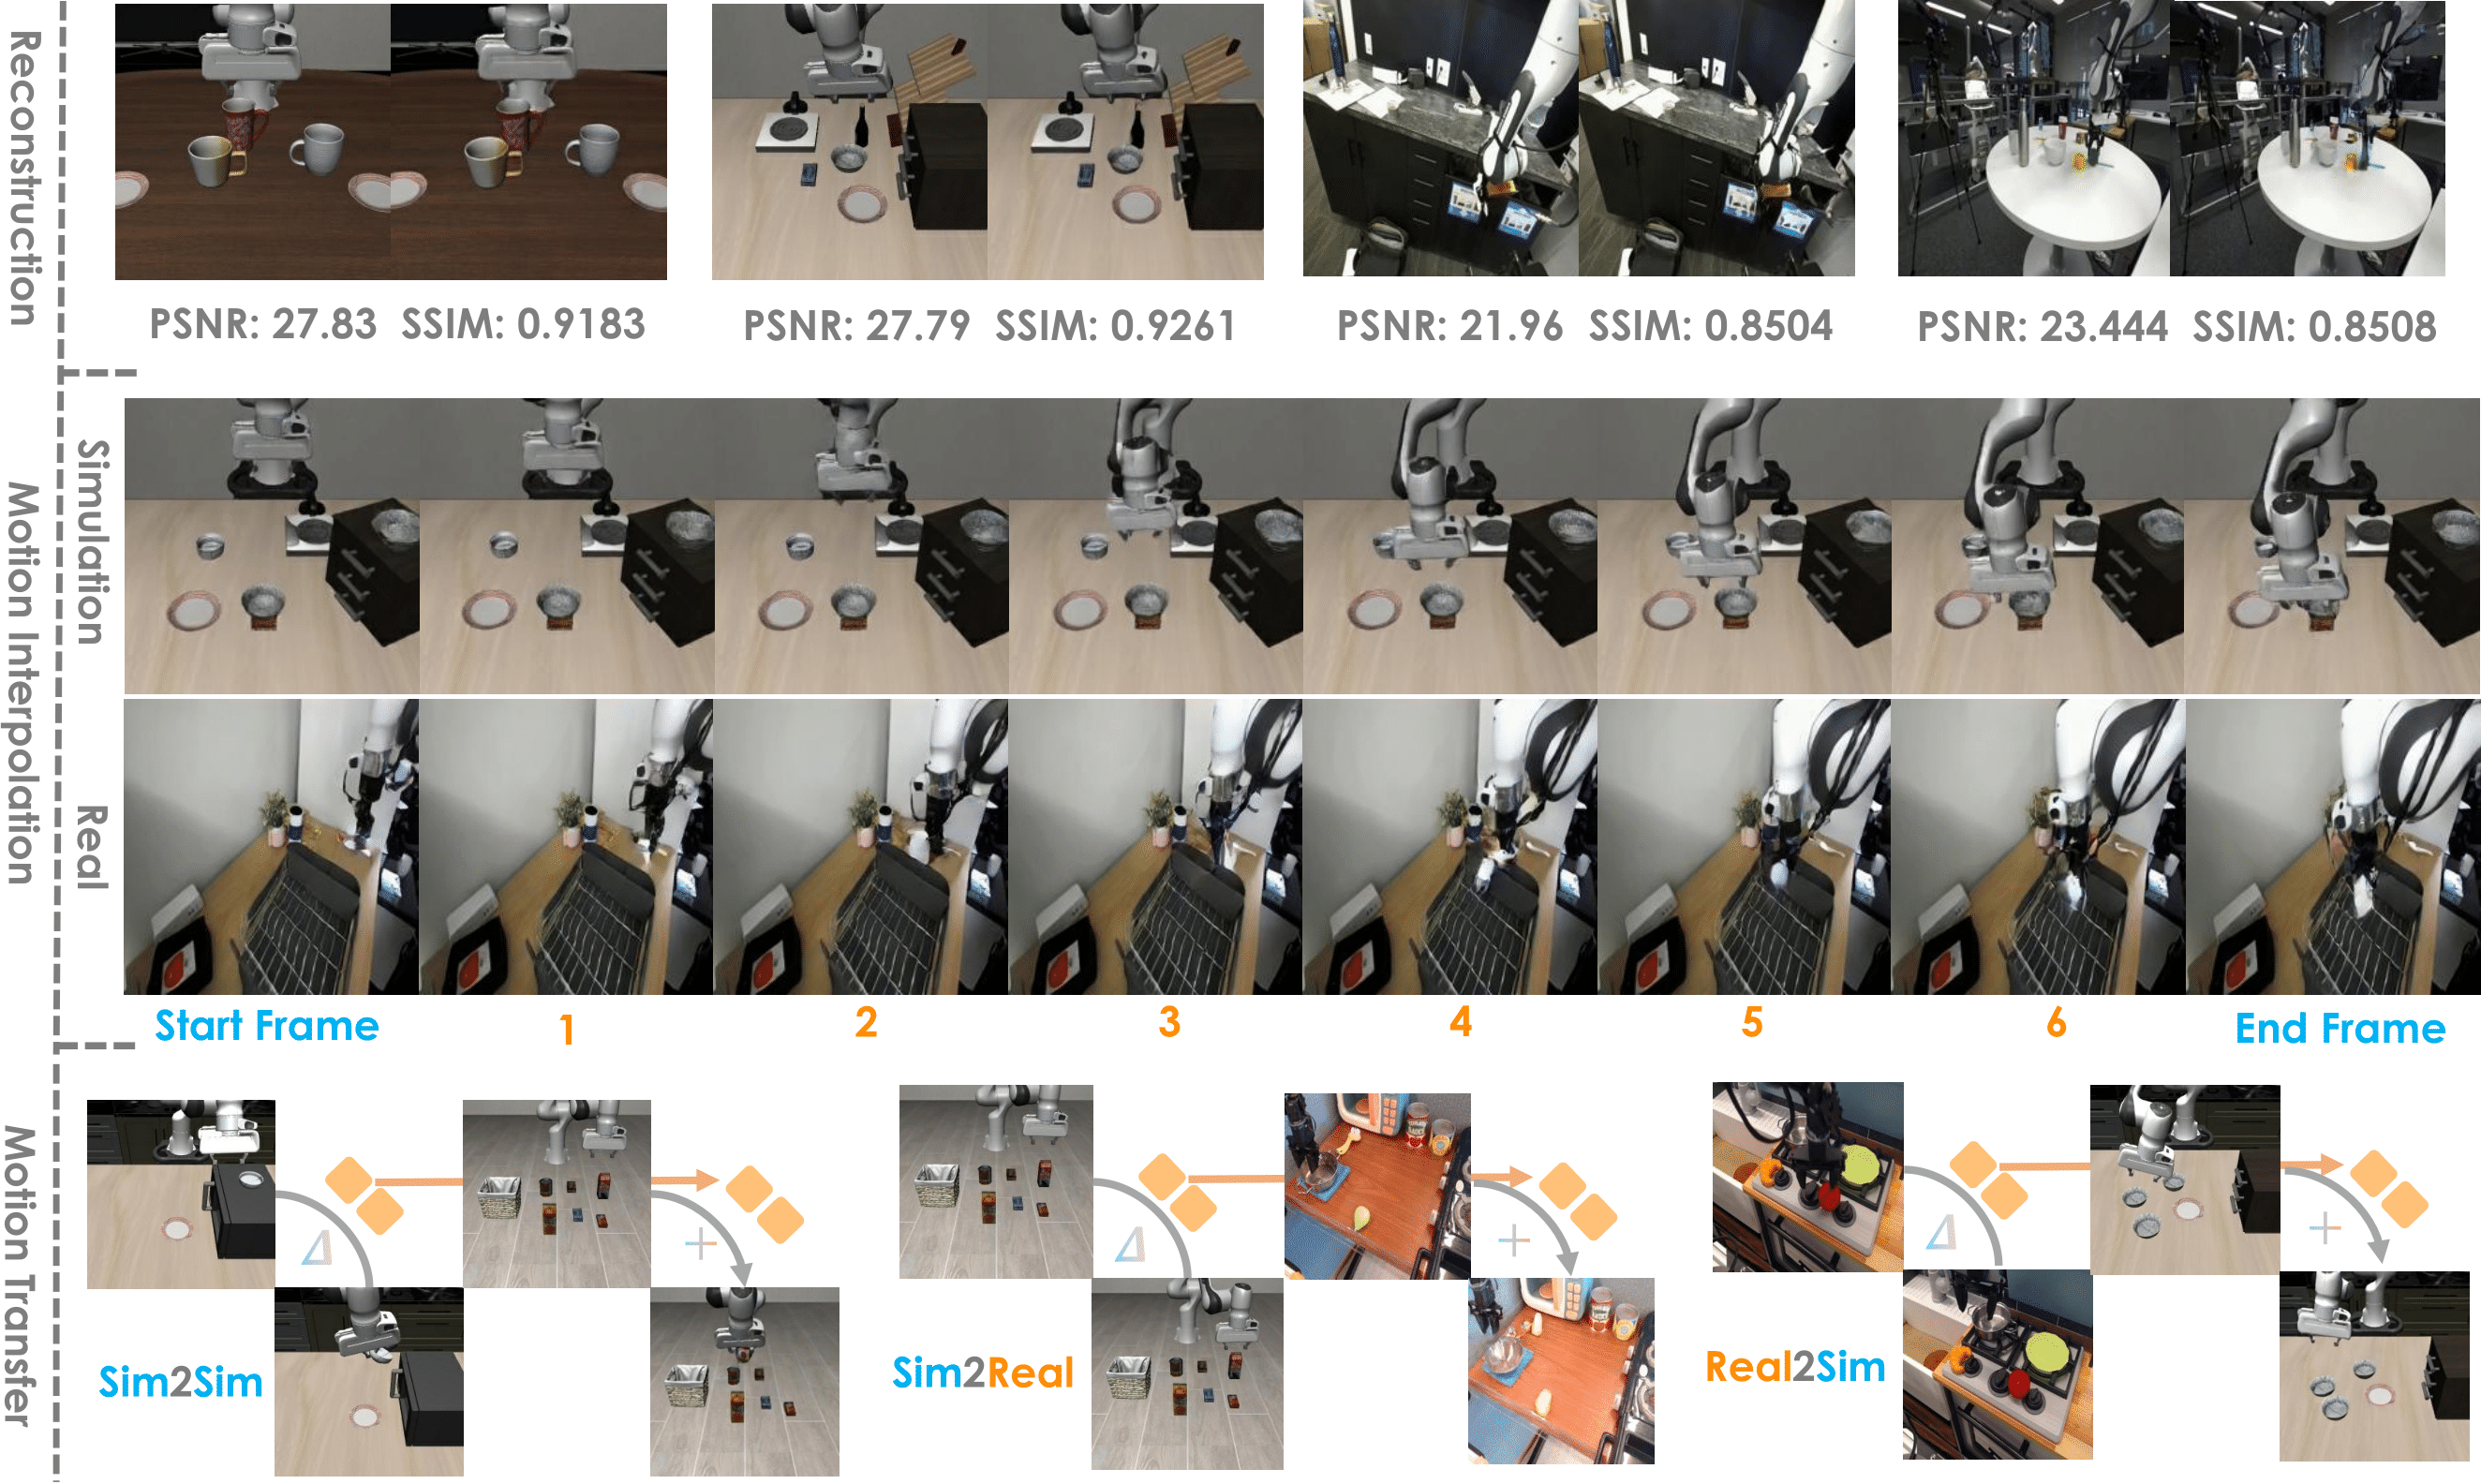 Reconstruction
PSNR: 27.83 SSIM: 0.9183
PSNR: 27.79 SSIM: 0.9261
PSNR: 21.96 SSIM: 0.8504
PSNR: 23.444 SSIM: 0.8508
Motion Interpolation
Simulation
Real
Start Frame
1
2
3
4
5
6
End Frame
Motion Transfer
Δ
+
Δ
+
Δ
+
Sim2Sim
Sim2Real
Real2Sim